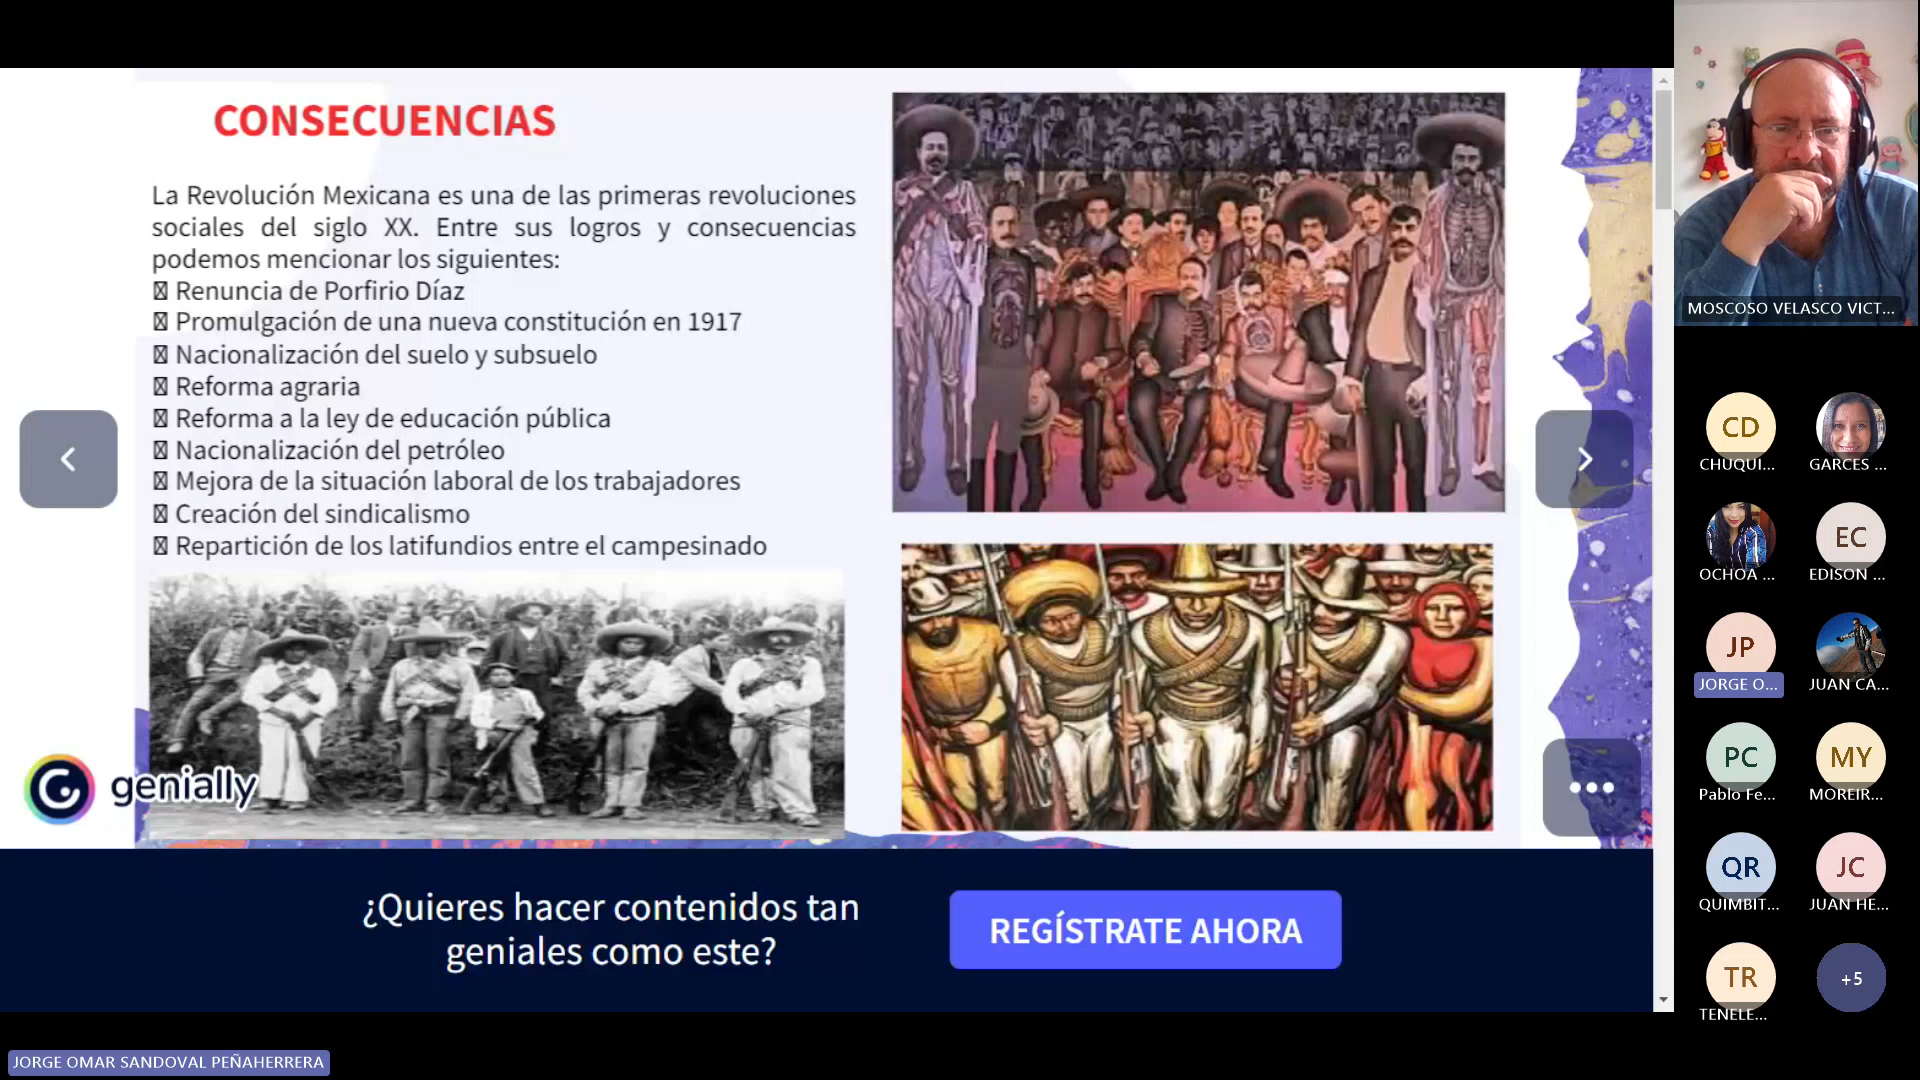 CONSECUENCIAS
La Revolución Mexicana es una de las primeras revoluciones
sociales del siglo XX. Entre sus logros y consecuencias
podemos mencionar los siguientes:
Renuncia de Porfirio Díaz
Promulgación de una nueva constitución en 1917
Nacionalización del suelo y subsuelo
Reforma agraria
Reforma a la ley de educación pública
Nacionalización del petróleo
Mejora de la situación laboral de los trabajadores
Creación del sindicalismo
Repartición de los latifundios entre el campesinado
genially
¿Quieres hacer contenidos tan
geniales como este?
REGÍSTRATE AHORA
JORGE OMAR SANDOVAL PEÑAHERRERA
MOSCOSO VELASCO VICT...
CD
CHUQUI...
GARCES ...
OCHOA ...
EC
EDISON ...
JP
JORGE O...
JUAN CA...
PC
Pablo Fe...
MY
MOREIR...
QR
QUIMBIT...
JC
JUAN HE...
TR
TENELE...
+5